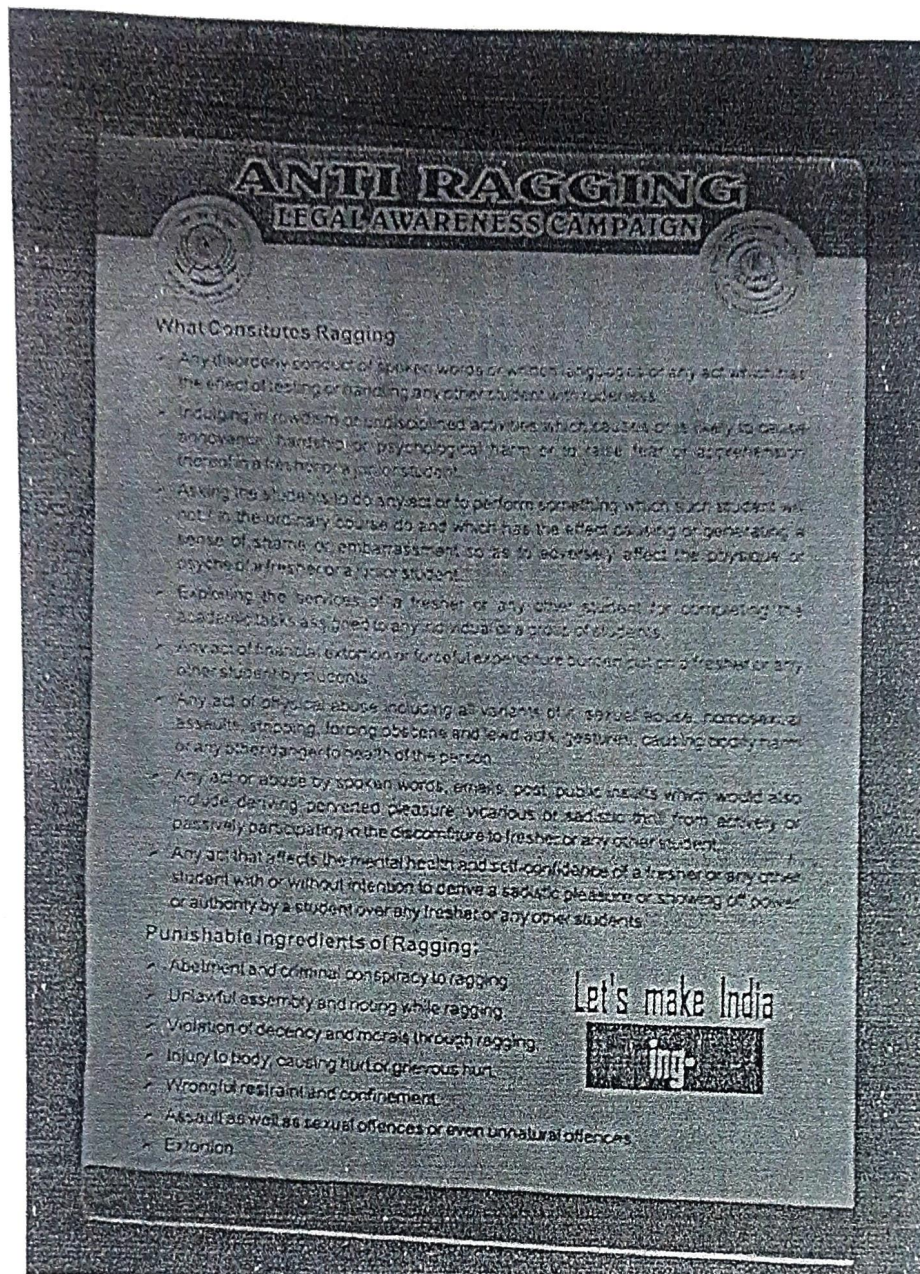 ANTI RAGGING
LEGAL AWARENESS CAMPAIGN
What Consitutes Ragging
➢ Any disorderly conduct of spoken words or written languages or any act which has
the effect of testing or handling any other student with rudeness.
➢ Indulging in rowdism or undisciplined activities which causes or is likely to cause
annoyance, hardship or psychological harm or to raise fear or apprehension
thereof in a fresher or a junior student.
➢ Asking the students to do any act or to perform something which such student will
not in the ordinary course do and which has the effect causing or generating a
sense of shame or embarrassment so as to adversely affect the physique or
psyche of a fresher or a junior student.
➢ Exploiting the services of a fresher or any other student for completing the
academic tasks assigned to any individual or a group of students.
➢ Any act of financial extortion or forceful expenditure burden put on a fresher or any
other student by students
➢ Any act of physical abuse including all variants of it, sexual abuse, homosexual
assaults, stripping, forcing obscene and lewd acts, gestures, causing bodily harm
or any other danger to health of the person.
➢ Any act or abuse by spoken words, emails, post, public insults which would also
include deriving perverted pleasure, vicarious or sadistic thrill from actively or
passively participating in the discomfiture to fresher or any other student.
➢ Any act that affects the mental health and self-confidence of a fresher or any other
student with or without intention to derive a sadistic pleasure or showing off power
or authority by a student over any fresher or any other students.
Punishable ingredients of Ragging:
➢ Abetment and criminal conspiracy to ragging
➢ Unlawful assembly and rioting while ragging.
➢ Violation of decency and morals through ragging.
➢ Injury to body, causing hurt or grievous hurt.
➢ Wrongful restraint and confinement.
➢ Assault as well as sexual offences or even unnatural offences
➢ Extortion
Let's make India
ing-